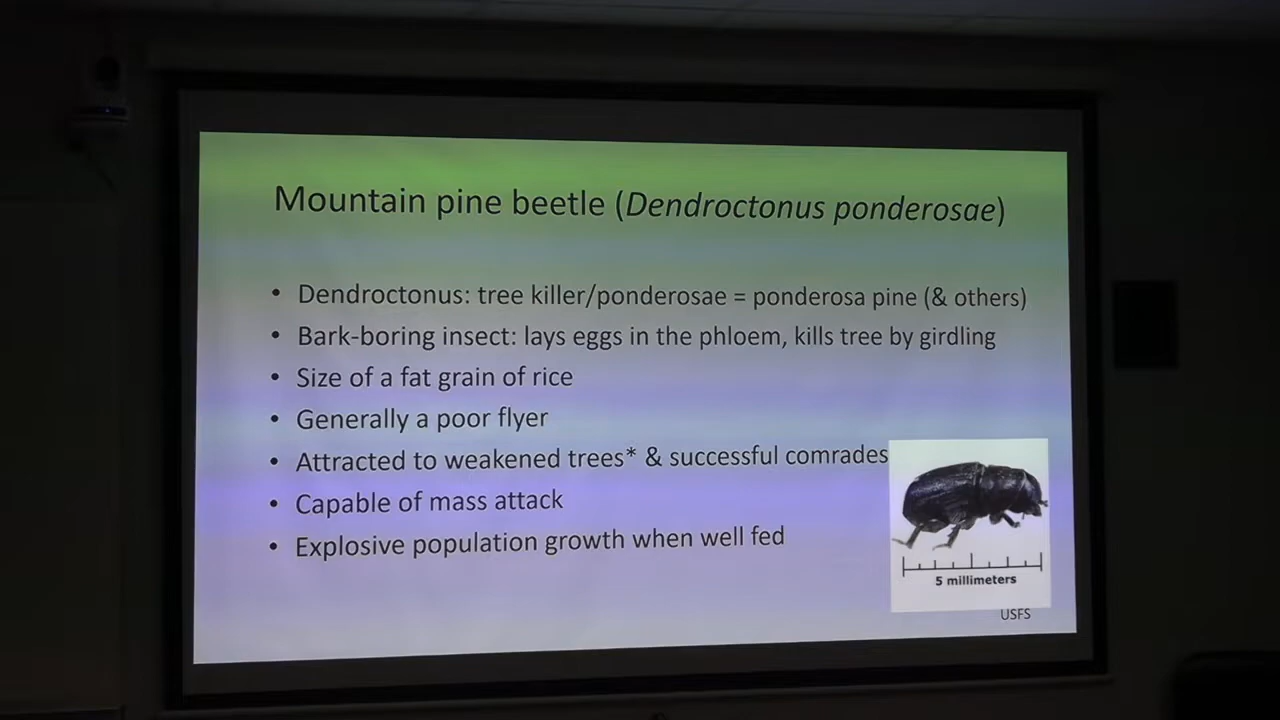 Mountain pine beetle (Dendroctonus ponderosae)
• Dendroctonus: tree killer/ponderosae = ponderosa pine (& others)
• Bark-boring insect: lays eggs in the phloem, kills tree by girdling
• Size of a fat grain of rice
• Generally a poor flyer
• Attracted to weakened trees* & successful comrades
• Capable of mass attack
• Explosive population growth when well fed
5 millimeters
USFS